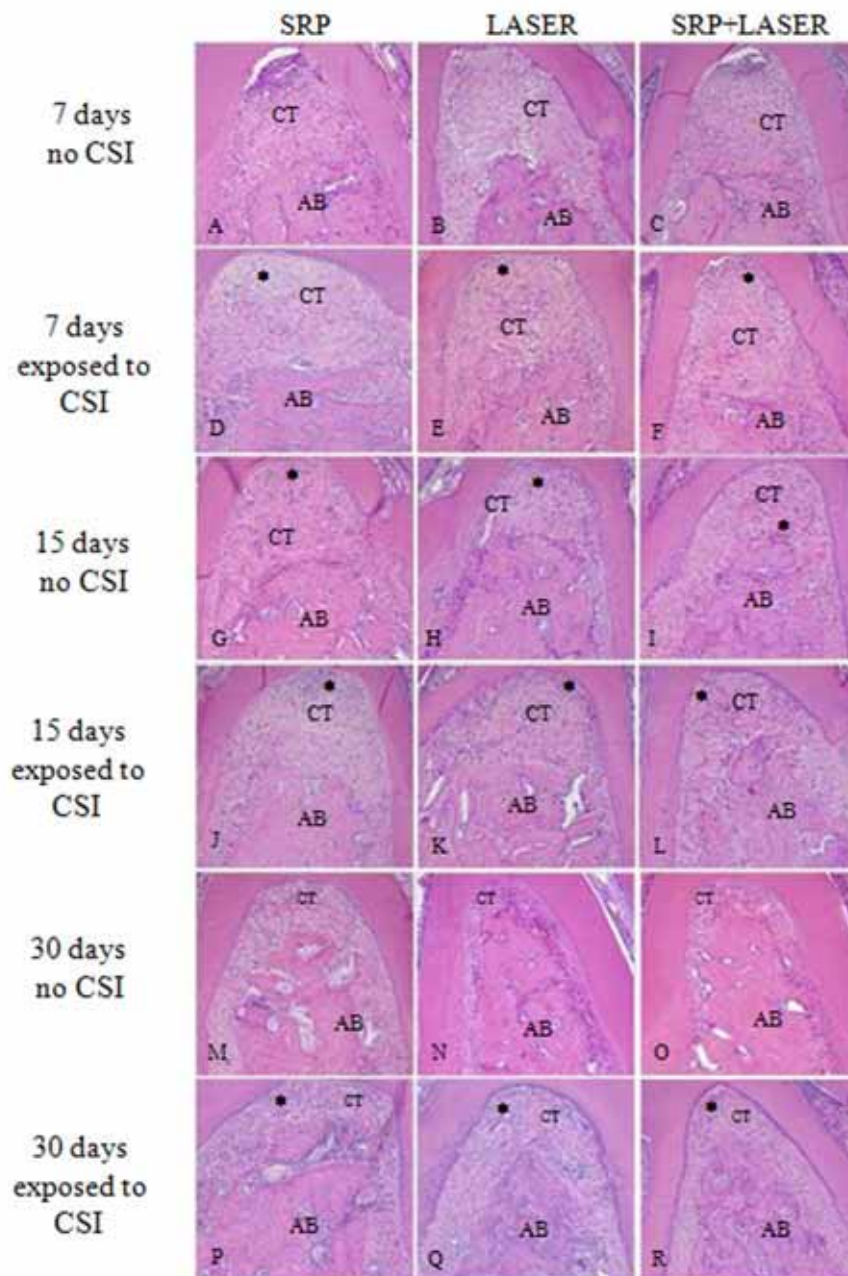 SRP LASER SRP+LASER
7 days
no CSI
CT CT CT
AB AB AB
A B C
7 days
exposed to
CSI
* * *
CT CT CT
AB AB AB
D E F
15 days
no CSI
* * CT
CT CT *
AB AB AB
G H I
15 days
exposed to
CSI
* * *
CT CT CT
AB AB AB
J K L
30 days
no CSI
CT CT CT
AB AB AB
M N O
30 days
exposed to
CSI
* CT * CT * CT
AB AB AB
P Q R